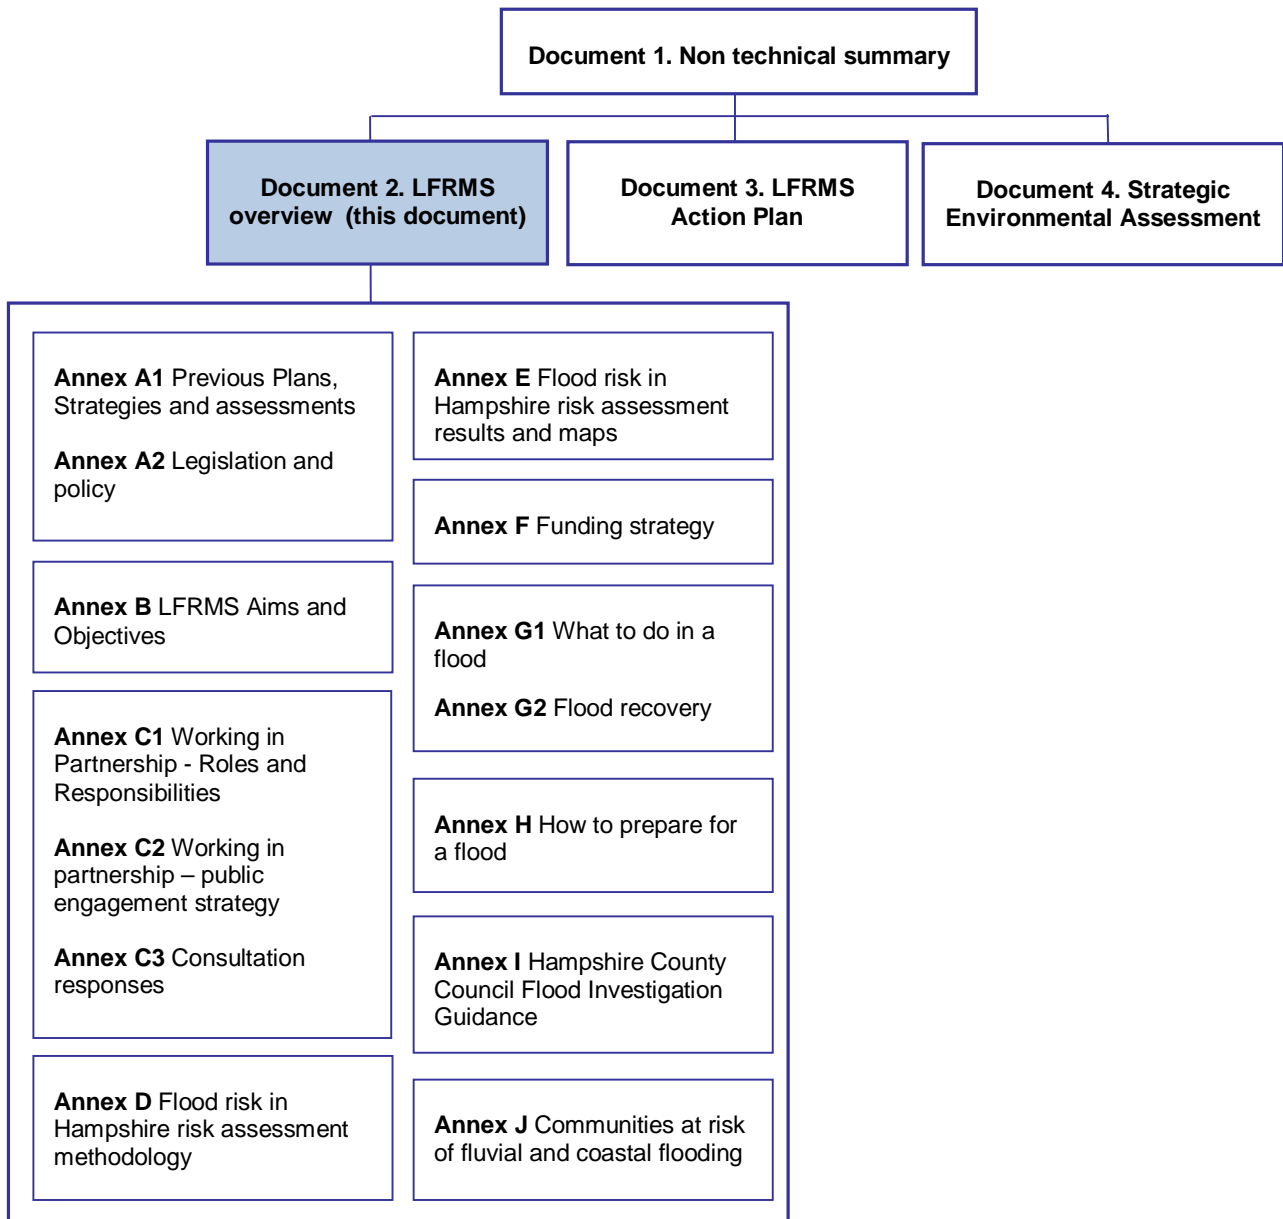 Document 1. Non technical summary
Document 2. LFRMS
overview (this document)
Document 3. LFRMS
Action Plan
Document 4. Strategic
Environmental Assessment
Annex A1 Previous Plans,
Strategies and assessments
Annex A2 Legislation and
policy
Annex B LFRMS Aims and
Objectives
Annex C1 Working in
Partnership - Roles and
Responsibilities
Annex C2 Working in
partnership – public
engagement strategy
Annex C3 Consultation
responses
Annex D Flood risk in
Hampshire risk assessment
methodology
Annex E Flood risk in
Hampshire risk assessment
results and maps
Annex F Funding strategy
Annex G1 What to do in a
flood
Annex G2 Flood recovery
Annex H How to prepare for
a flood
Annex I Hampshire County
Council Flood Investigation
Guidance
Annex J Communities at risk
of fluvial and coastal flooding